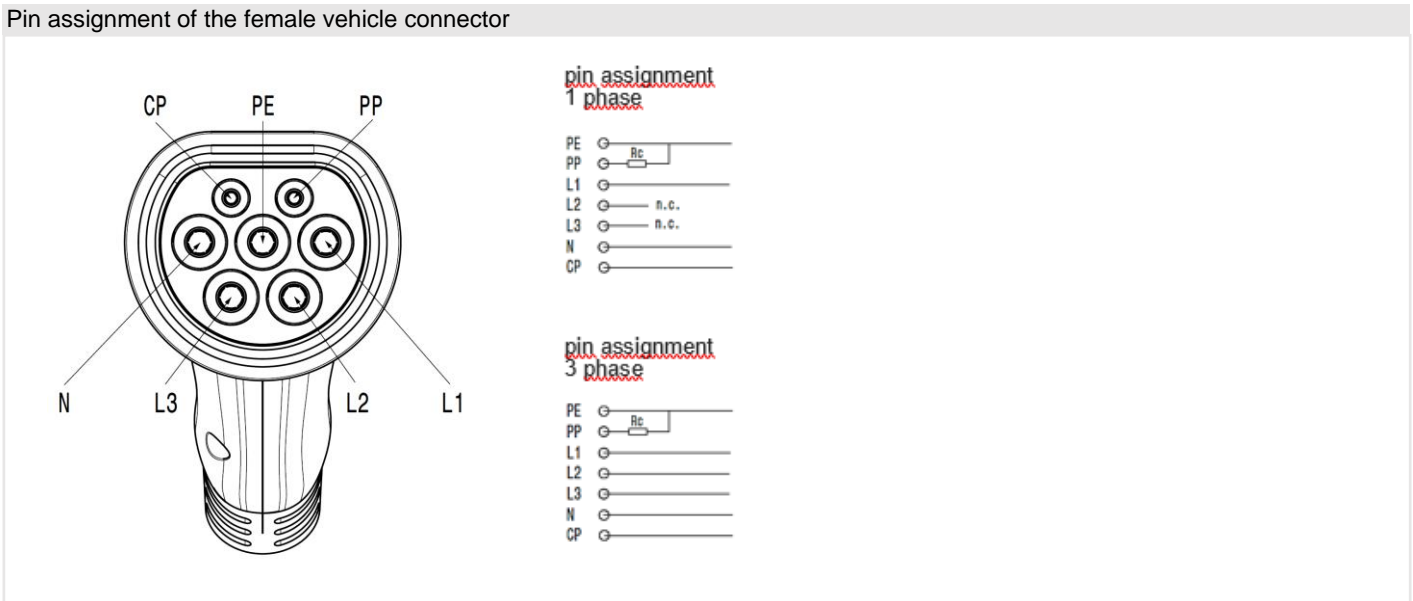 Pin assignment of the female vehicle connector
CP PE PP
N L3 L2 L1
pin assignment
1 phase
PE
Rc
PP
L1
L2 n.c.
L3 n.c.
N
CP
pin assignment
3 phase
PE
Rc
PP
L1
L2
L3
N
CP